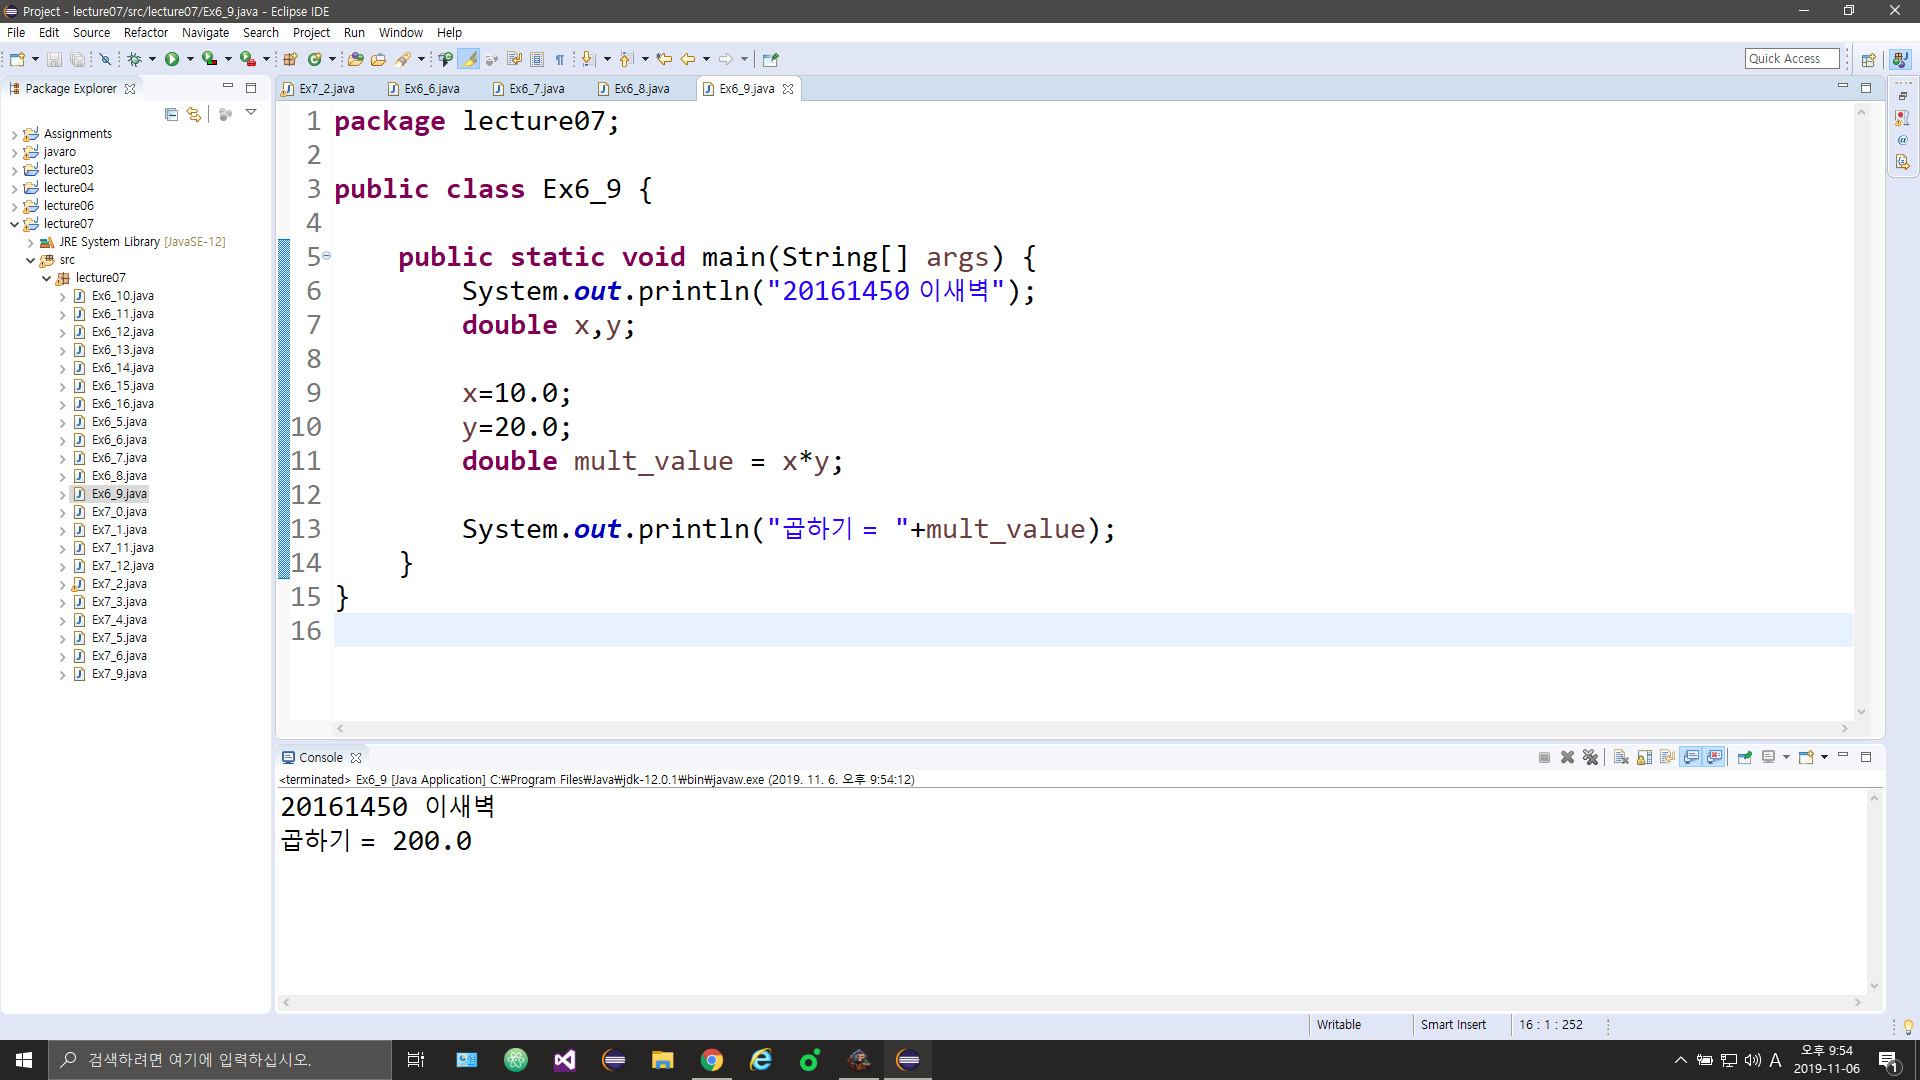 Project - lecture07/src/lecture07/Ex6_9.java - Eclipse IDE
File Edit Source Refactor Navigate Search Project Run Window Help
Quick Access
Package Explorer
Ex7_2.java Ex6_6.java Ex6_7.java Ex6_8.java Ex6_9.java
Assignments
javaro
lecture03
lecture04
lecture06
lecture07
JRE System Library [JavaSE-12]
src
lecture07
Ex6_10.java
Ex6_11.java
Ex6_12.java
Ex6_13.java
Ex6_14.java
Ex6_15.java
Ex6_16.java
Ex6_5.java
Ex6_6.java
Ex6_7.java
Ex6_8.java
Ex6_9.java
Ex7_0.java
Ex7_1.java
Ex7_11.java
Ex7_12.java
Ex7_2.java
Ex7_3.java
Ex7_4.java
Ex7_5.java
Ex7_6.java
Ex7_9.java
1 package lecture07;
2
3 public class Ex6_9 {
4
5 public static void main(String[] args) {
6 System.out.println("20161450 이새벽");
7 double x,y;
8
9 x=10.0;
10 y=20.0;
11 double mult_value = x*y;
12
13 System.out.println("곱하기 = "+mult_value);
14 }
15 }
16
Console
<terminated> Ex6_9 [Java Application] C:₩Program Files₩Java₩jdk-12.0.1₩bin₩javaw.exe (2019. 11. 6. 오후 9:54:12)
20161450 이새벽
곱하기 = 200.0
Writable Smart Insert 16 : 1 : 252
검색하려면 여기에 입력하십시오.
A
오후 9:54
2019-11-06
1